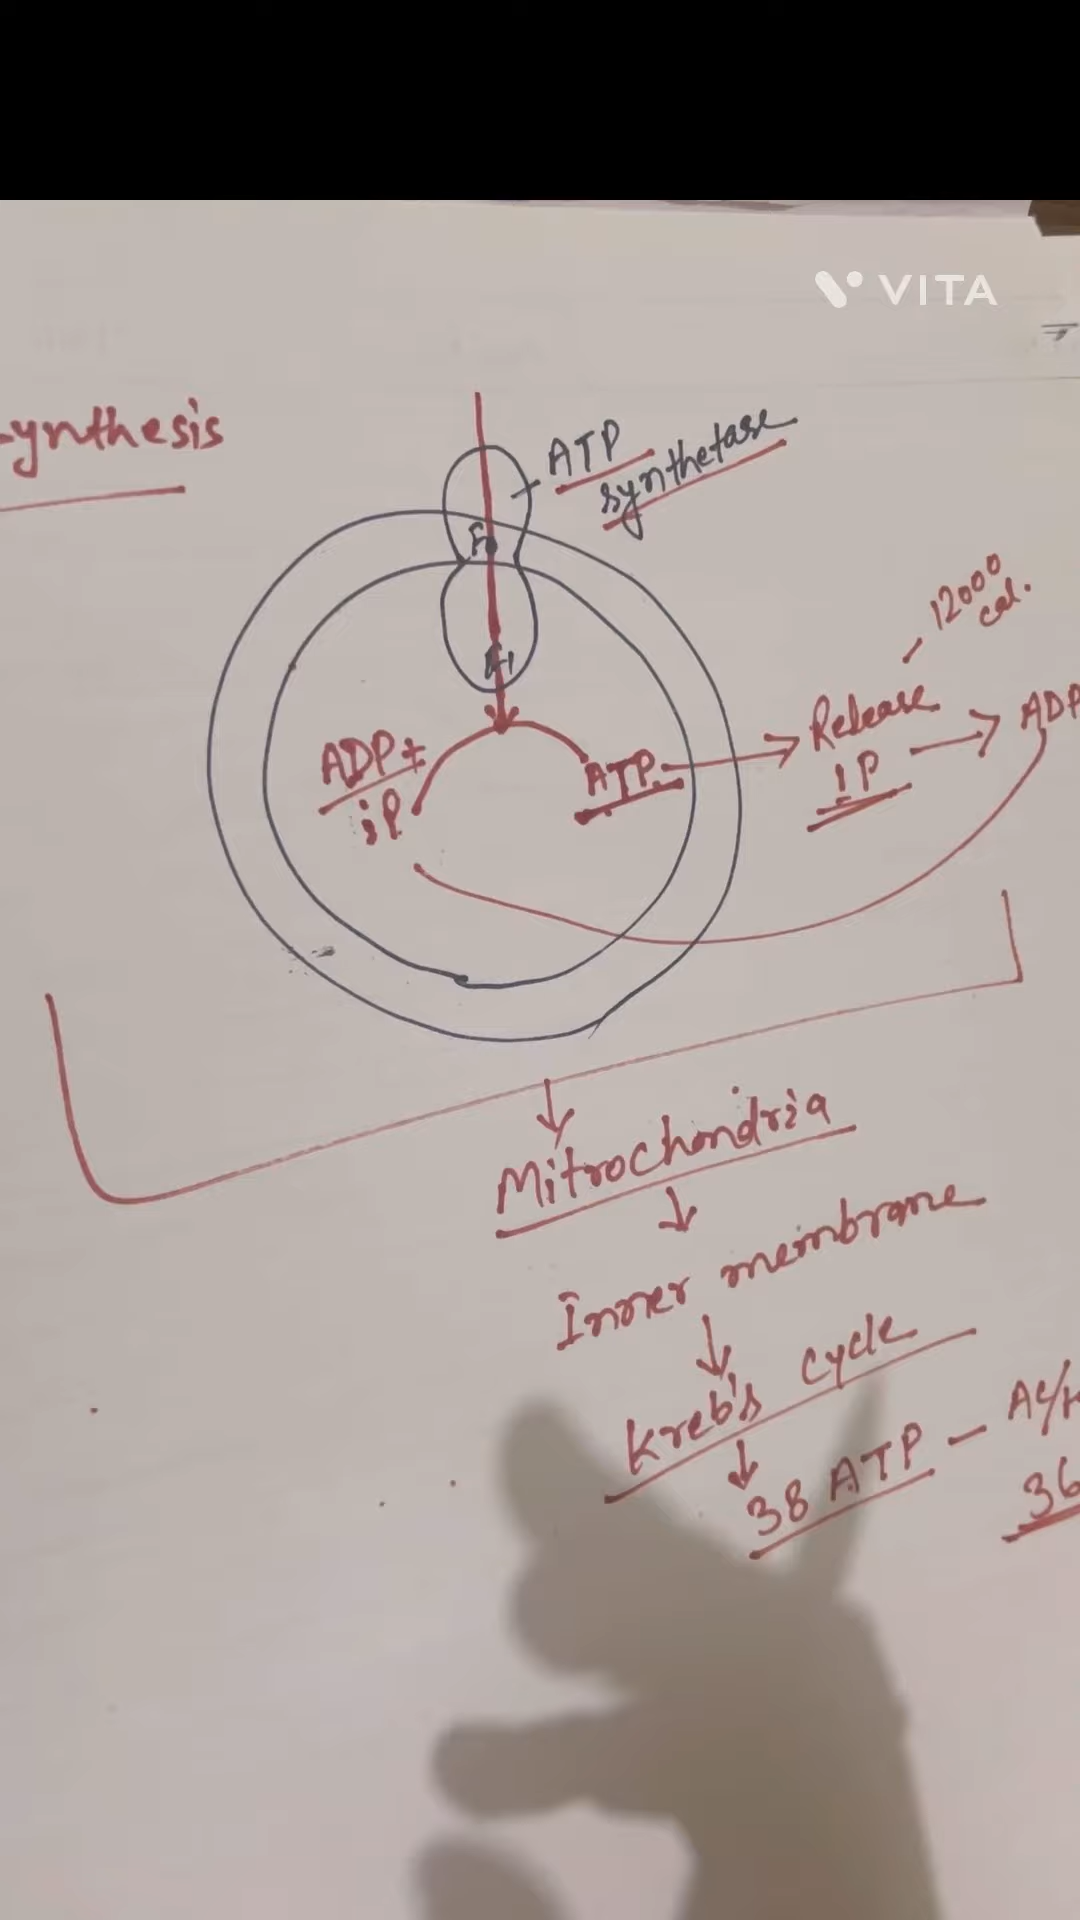 VITA
synthesis
ATP
synthetase
F0
F1
12000
cal.
ADP+
iP
ATP
Release
1P
ADP
Mitrochondria
Inner membrane
Kreb's cycle
38 ATP -
36